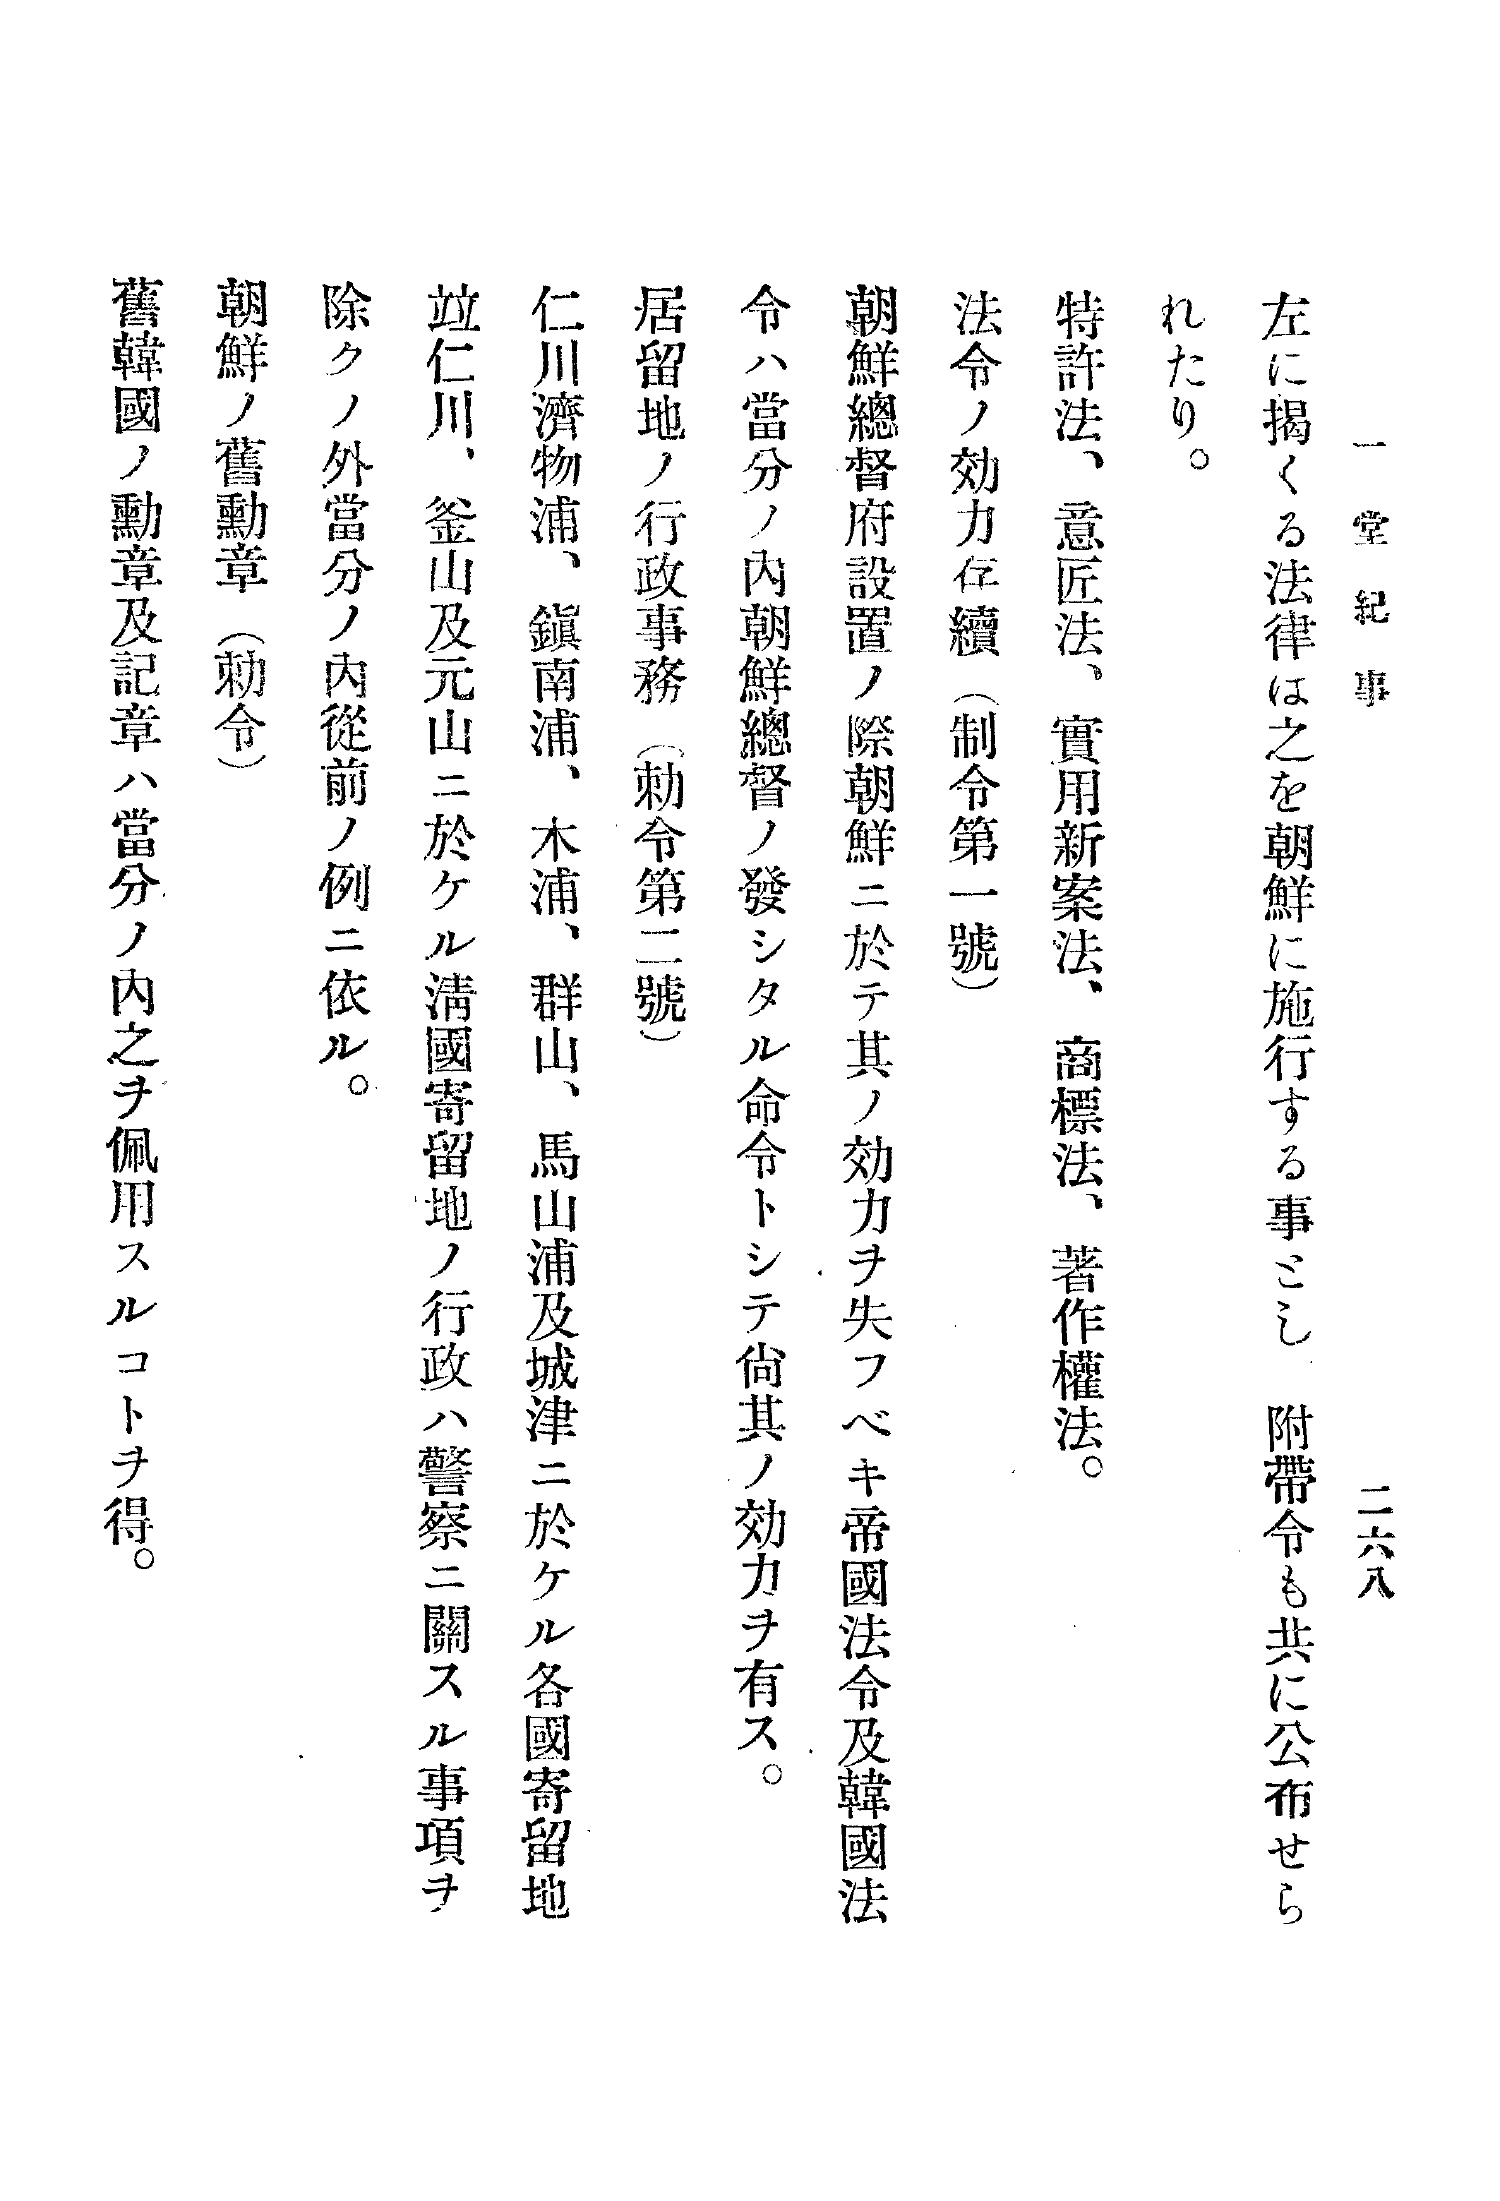 一堂紀事
二六八
左に揭くる法律は之を朝鮮に施行する事とし 附帶令も共に公布せら
れたり。
特許法、意匠法、實用新案法、商標法、著作權法。
法令ノ効力存續（制令第一號）
朝鮮總督府設置ノ際朝鮮ニ於テ其ノ効力ヲ失フベキ帝國法令及韓國法
令ハ當分ノ內朝鮮總督ノ發シタル命令トシテ尙其ノ効力ヲ有ス。
居留地ノ行政事務（勅令第二號）
仁川濟物浦、鎭南浦、木浦、群山、馬山浦及城津ニ於ケル各國寄留地
竝仁川、釜山及元山ニ於ケル淸國寄留地ノ行政ハ警察ニ關スル事項ヲ
除クノ外當分ノ內從前ノ例ニ依ル。
朝鮮ノ舊勳章（勅令）
舊韓國ノ勳章及記章ハ當分ノ內之ヲ佩用スルコトヲ得。